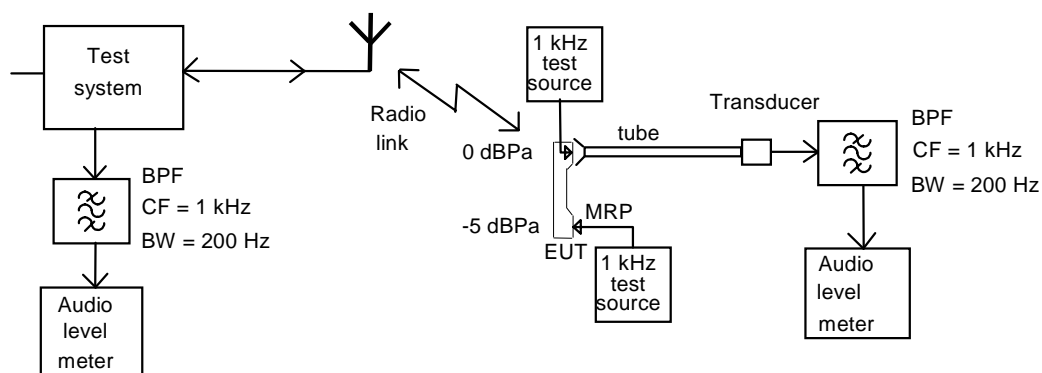 Test
system
BPF
CF = 1 kHz
BW = 200 Hz
Audio
level
meter
Radio
link
1 kHz
test
source
0 dBPa
-5 dBPa
EUT
MRP
1 kHz
test
source
tube
Transducer
BPF
CF = 1 kHz
BW = 200 Hz
Audio
level
meter